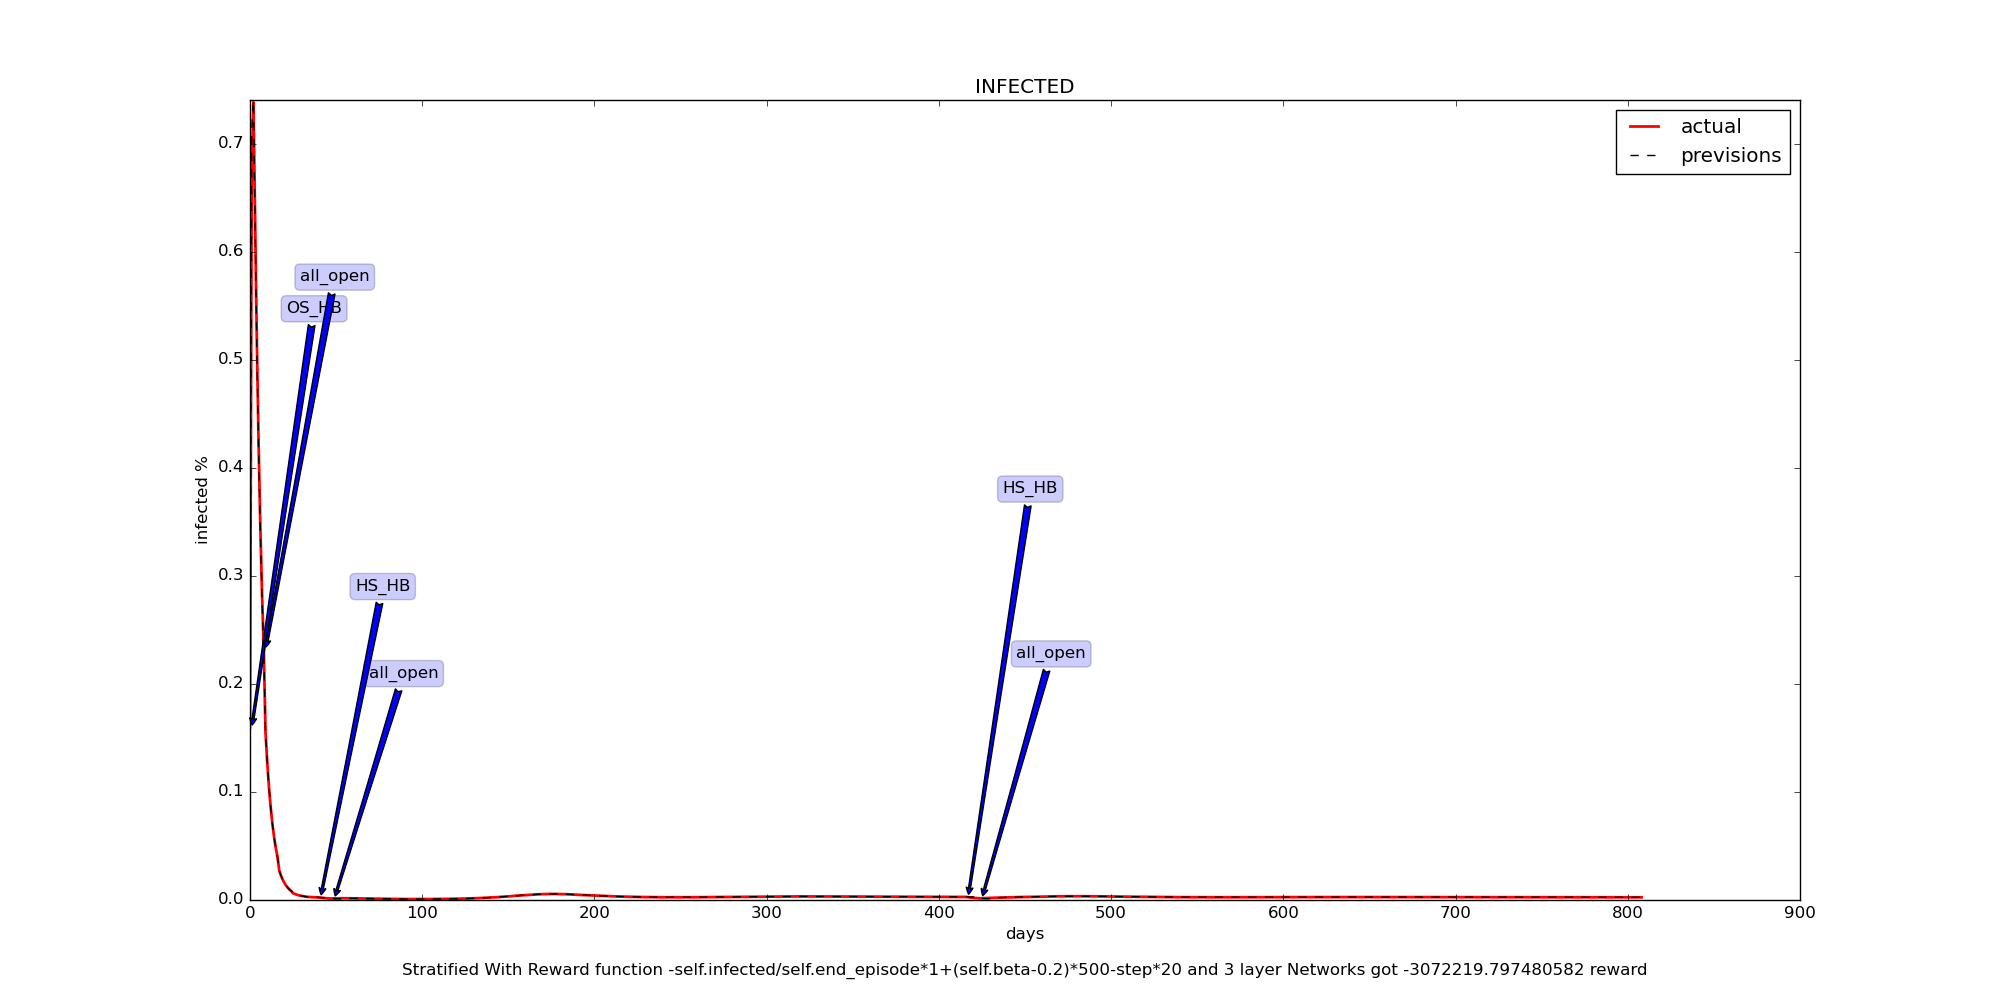 INFECTED
actual
previsions
0.7
0.6
0.5
0.4
0.3
0.2
0.1
0.0
infected %
all_open
OS_HB
HS_HB
all_open
HS_HB
all_open
0 100 200 300 400 500 600 700 800 900
days
Stratified With Reward function -self.infected/self.end_episode*1+(self.beta-0.2)*500-step*20 and 3 layer Networks got -3072219.797480582 reward